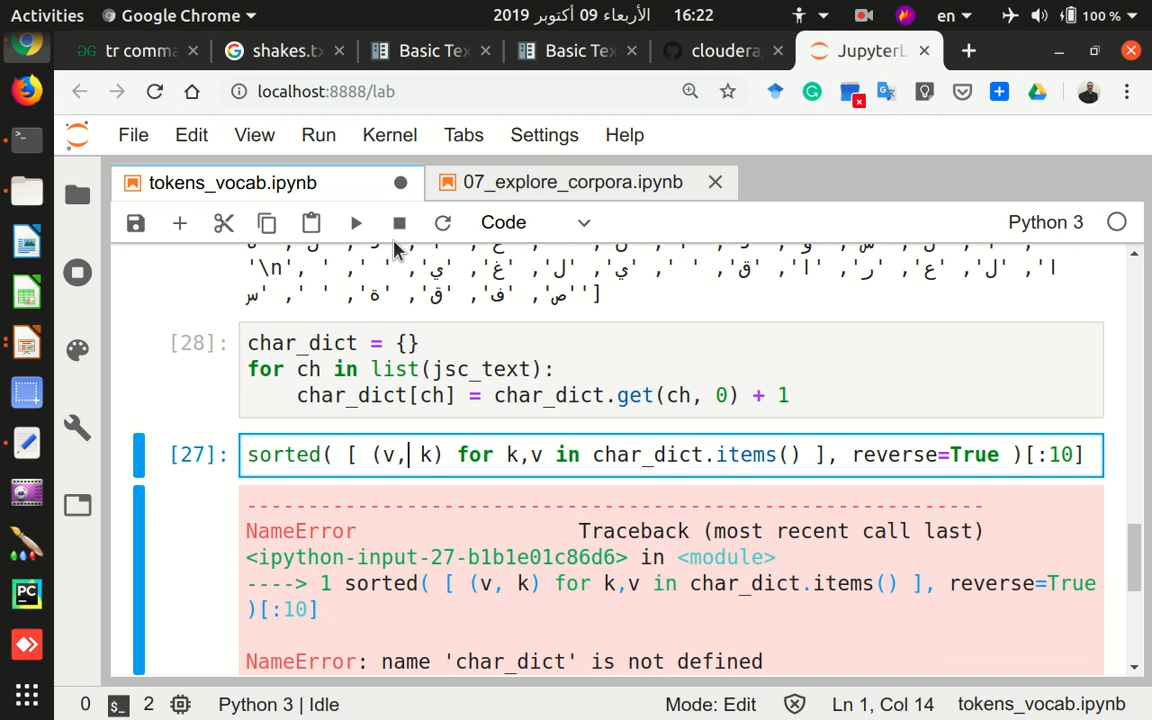 Activities Google Chrome الأربعاء 09 أكتوبر 2019 16:22 en 100 %
tr comma shakes.tx Basic Tex Basic Tex cloudera JupyterL
localhost:8888/lab
File Edit View Run Kernel Tabs Settings Help
tokens_vocab.ipynb 07_explore_corpora.ipynb
Code Python 3
'\n', ' ', ' ', 'ي', 'غ', 'ل', 'ي', ' ', 'ق', 'ا', 'ر', 'ع', 'ل', 'ا
['ص', 'ف', 'ق', 'ة', ' ', 'س'
[28]: char_dict = {}
for ch in list(jsc_text):
char_dict[ch] = char_dict.get(ch, 0) + 1
[27]: sorted( [ (v, k) for k,v in char_dict.items() ], reverse=True )[:10]
---------------------------------------------------------------------------
NameError Traceback (most recent call last)
<ipython-input-27-b1b1e01c86d6> in <module>
----> 1 sorted( [ (v, k) for k,v in char_dict.items() ], reverse=True
)[:10]
NameError: name 'char_dict' is not defined
0 2 Python 3 | Idle Mode: Edit Ln 1, Col 14 tokens_vocab.ipynb